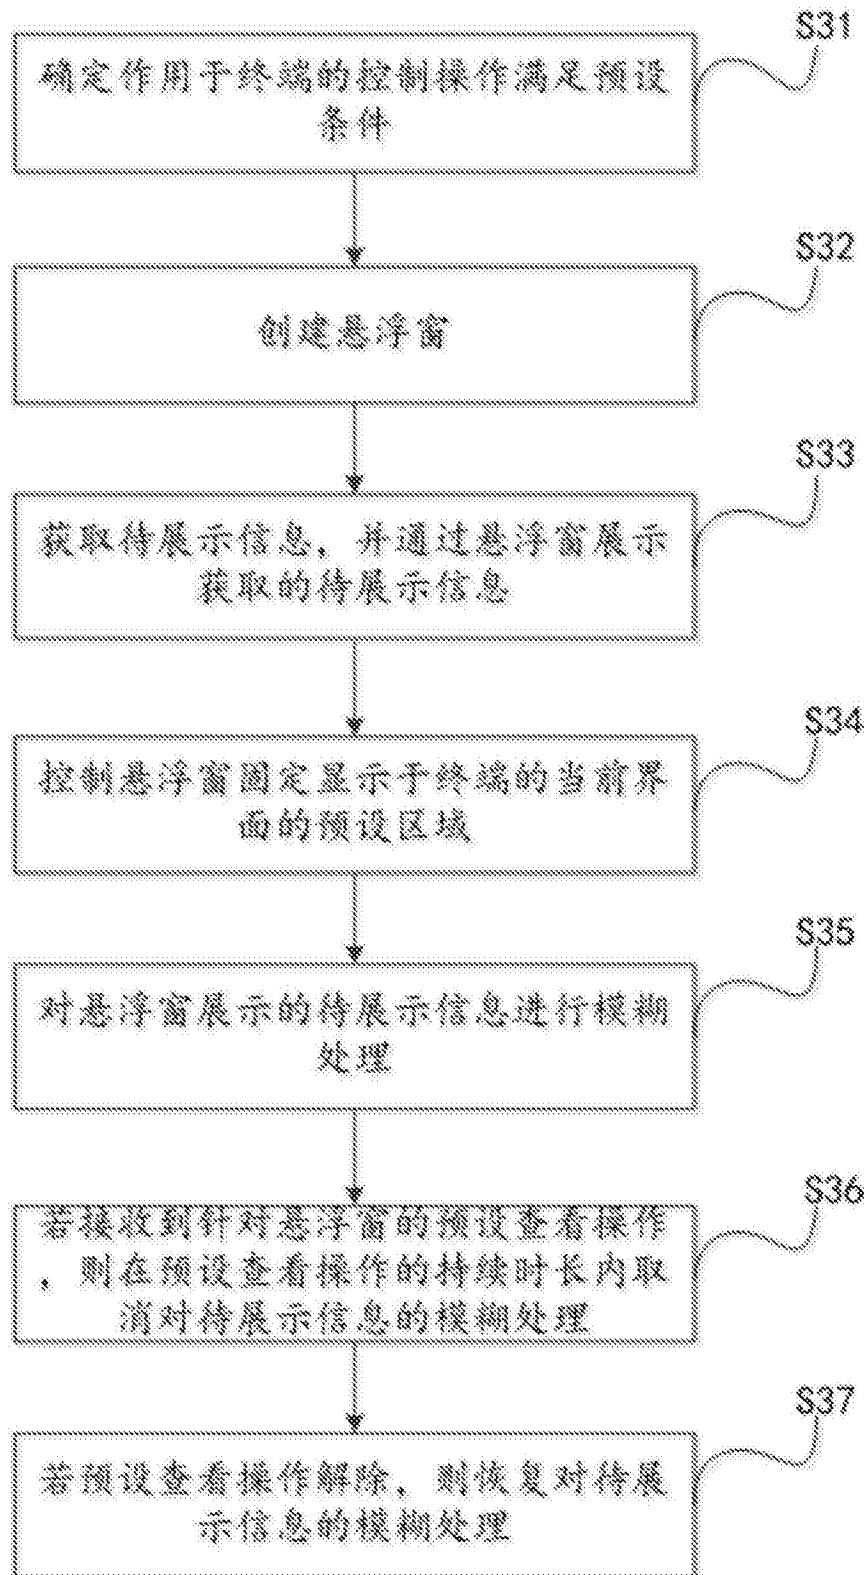 S31
确定作用于终端的控制操作满足预设
条件
S32
创建悬浮窗
S33
获取待展示信息，并通过悬浮窗展示
获取的待展示信息
S34
控制悬浮窗固定显示于终端的当前界
面的预设区域
S35
对悬浮窗展示的待展示信息进行模糊
处理
S36
若接收到针对悬浮窗的预设查看操作
，则在预设查看操作的持续时长内取
消对待展示信息的模糊处理
S37
若预设查看操作解除，则恢复对待展
示信息的模糊处理